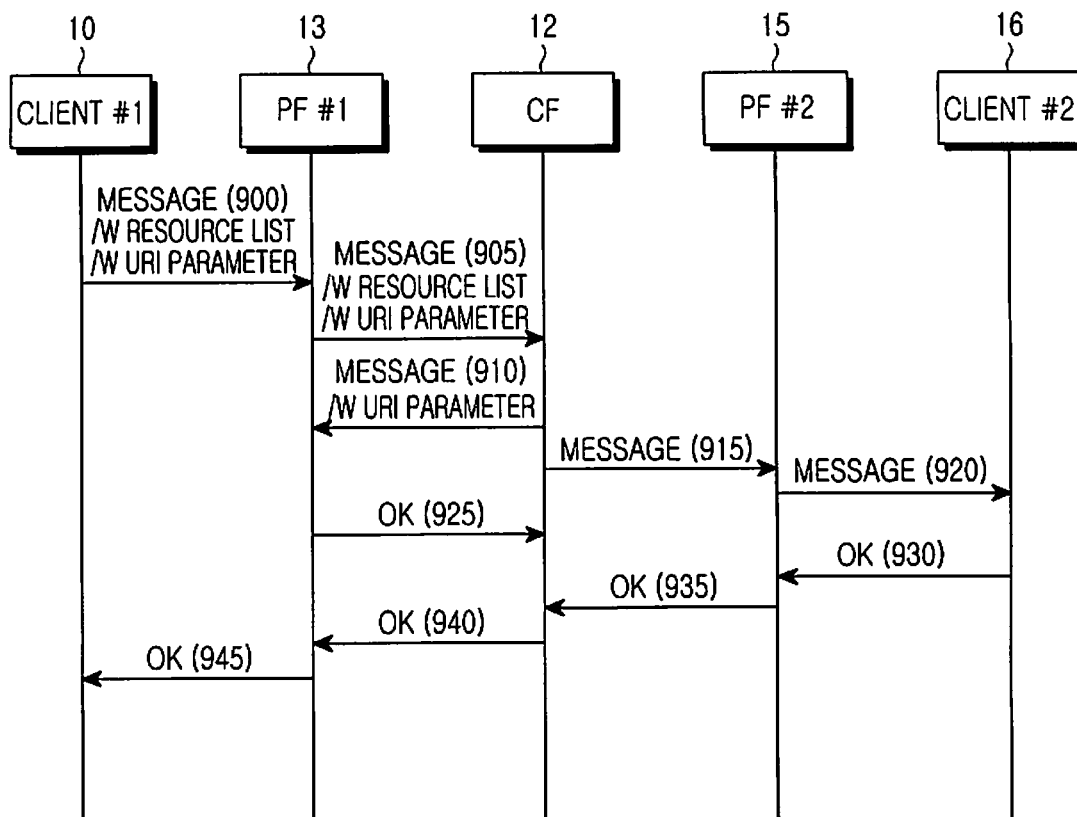 10
13
12
15
16
CLIENT #1
PF #1
CF
PF #2
CLIENT #2
MESSAGE (900)
/W RESOURCE LIST
/W URI PARAMETER
MESSAGE (905)
/W RESOURCE LIST
/W URI PARAMETER
MESSAGE (910)
/W URI PARAMETER
MESSAGE (915)
MESSAGE (920)
OK (925)
OK (930)
OK (935)
OK (940)
OK (945)